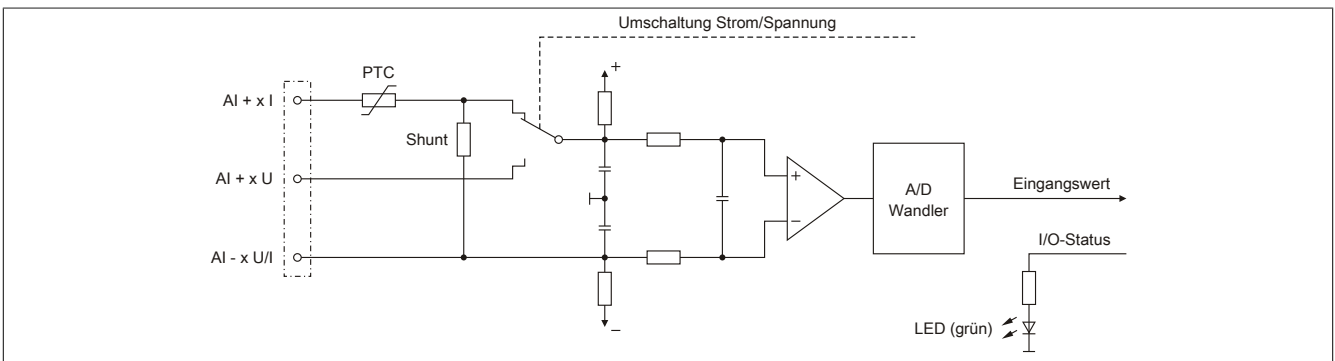 Umschaltung Strom/Spannung
+
PTC
AI + x I
Shunt
AI + x U
+
A/D
Wandler
Eingangswert
−
I/O-Status
AI - x U/I
LED (grün)
−